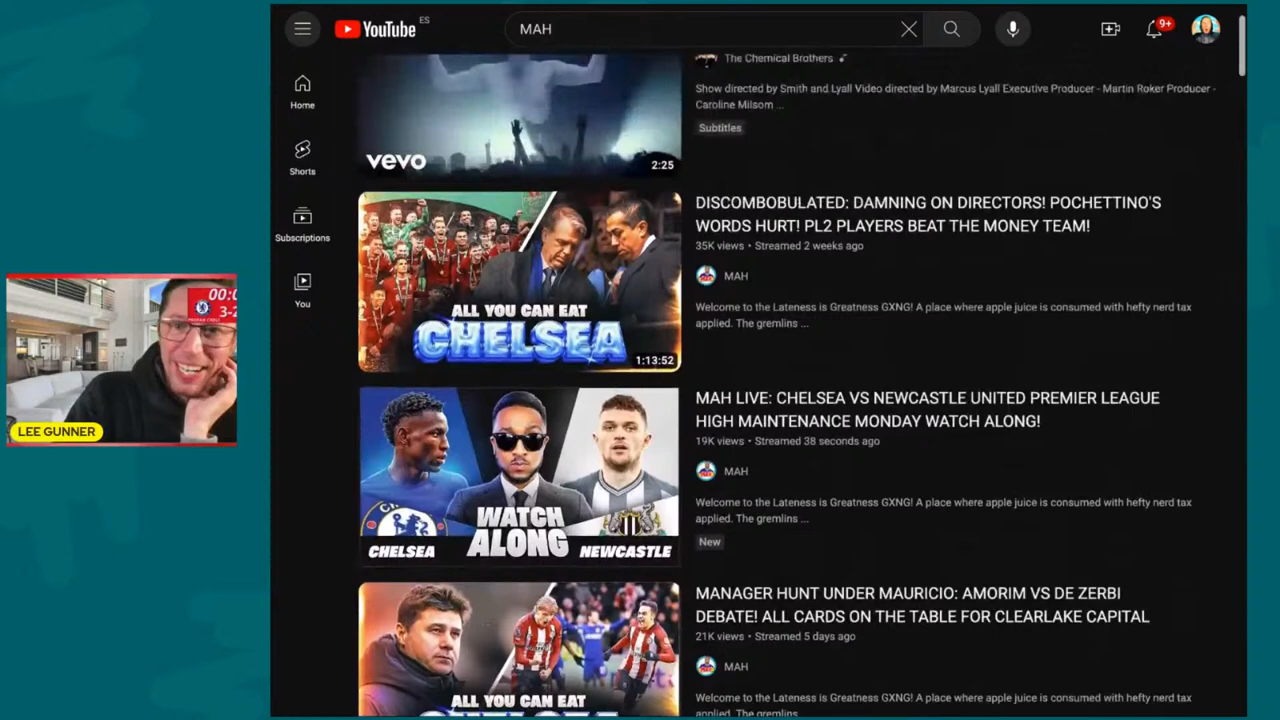 YouTube ES
MAH
9+
Home
Shorts
Subscriptions
You
vevo
2:25
The Chemical Brothers
Show directed by Smith and Lyall Video directed by Marcus Lyall Executive Producer - Martin Roker Producer -
Caroline Milsom ...
Subtitles
ALL YOU CAN EAT
CHELSEA
1:13:52
DISCOMBOBULATED: DAMNING ON DIRECTORS! POCHETTINO'S
WORDS HURT! PL2 PLAYERS BEAT THE MONEY TEAM!
35K views • Streamed 2 weeks ago
MAH
Welcome to the Lateness is Greatness GXNG! A place where apple juice is consumed with hefty nerd tax
applied. The gremlins ...
WATCH
ALONG
CHELSEA
NEWCASTLE
MAH LIVE: CHELSEA VS NEWCASTLE UNITED PREMIER LEAGUE
HIGH MAINTENANCE MONDAY WATCH ALONG!
19K views • Streamed 38 seconds ago
MAH
Welcome to the Lateness is Greatness GXNG! A place where apple juice is consumed with hefty nerd tax
applied. The gremlins ...
New
ALL YOU CAN EAT
CHELSEA
MANAGER HUNT UNDER MAURICIO: AMORIM VS DE ZERBI
DEBATE! ALL CARDS ON THE TABLE FOR CLEARLAKE CAPITAL
21K views • Streamed 5 days ago
MAH
Welcome to the Lateness is Greatness GXNG! A place where apple juice is consumed with hefty nerd tax
applied. The gremlins ...
LEE GUNNER